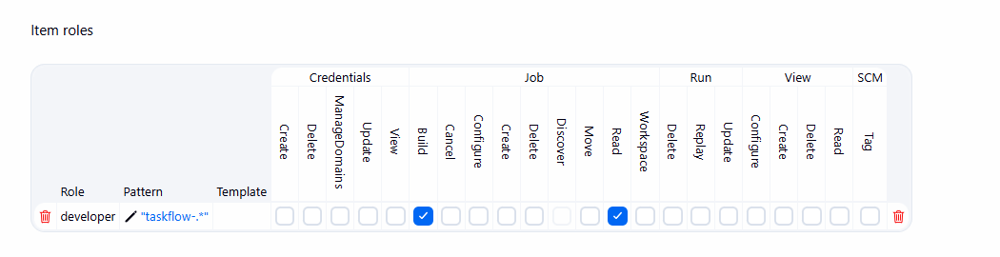 Item roles
Credentials Job Run View SCM
Create Delete ManageDomains Update View Build Cancel Configure Create Delete Discover Move Read Workspace Delete Replay Update Configure Create Delete Read Tag
Role Pattern Template
developer "taskflow-.*"